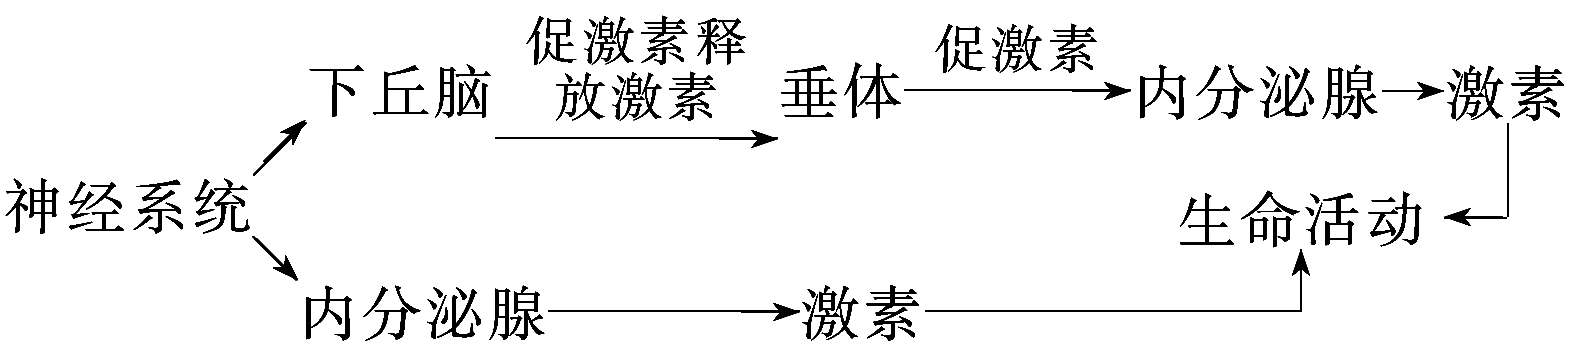 促激素释
放激素
促激素
下丘脑
垂体
内分泌腺
激素
神经系统
生命活动
内分泌腺
激素